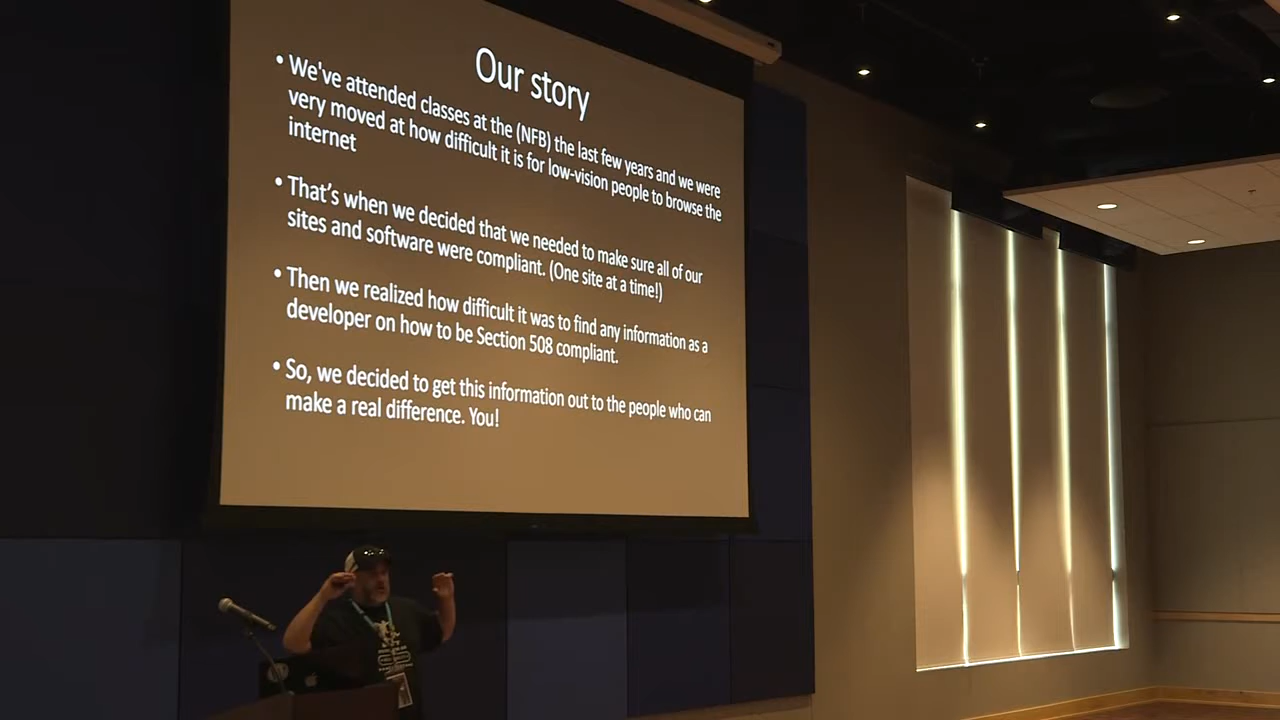 Our story
• We've attended classes at the (NFB) the last few years and we were
very moved at how difficult it is for low-vision people to browse the
internet
• That's when we decided that we needed to make sure all of our
sites and software were compliant. (One site at a time!)
• Then we realized how difficult it was to find any information as a
developer on how to be Section 508 compliant.
• So, we decided to get this information out to the people who can
make a real difference. You!